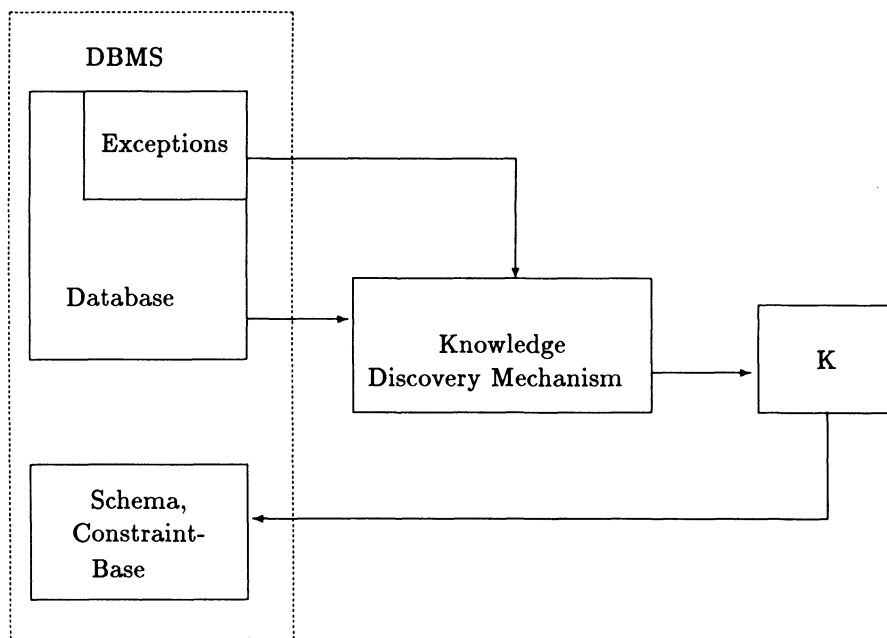 DBMS
Exceptions
Database
Knowledge
Discovery Mechanism
K
Schema,
Constraint-
Base